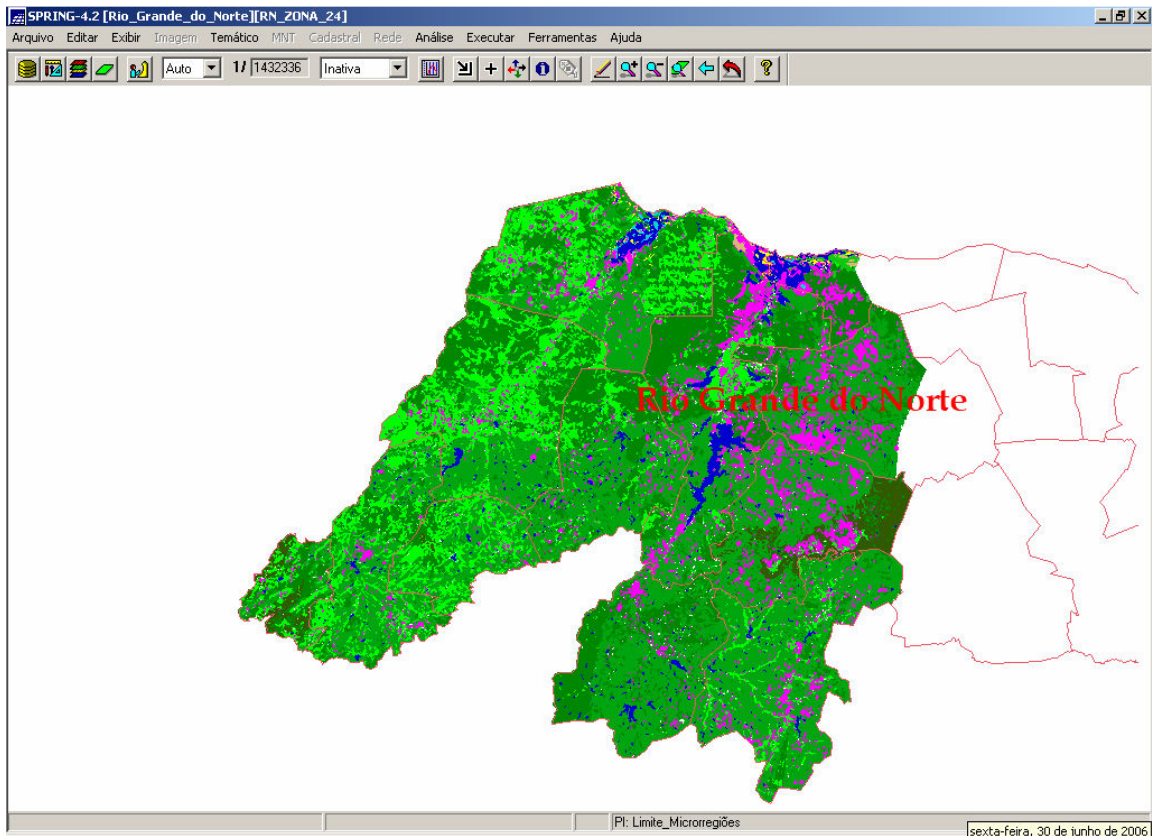 SPRING-4.2 [Rio_Grande_do_Norte][RN_ZONA_24]
Arquivo Editar Exibir Imagem Temático MNT Cadastral Rede Análise Executar Ferramentas Ajuda
Auto 1/ 1432336 Inativa
Rio Grande do Norte
PI: Limite_Microrregiões
sexta-feira, 30 de junho de 2006